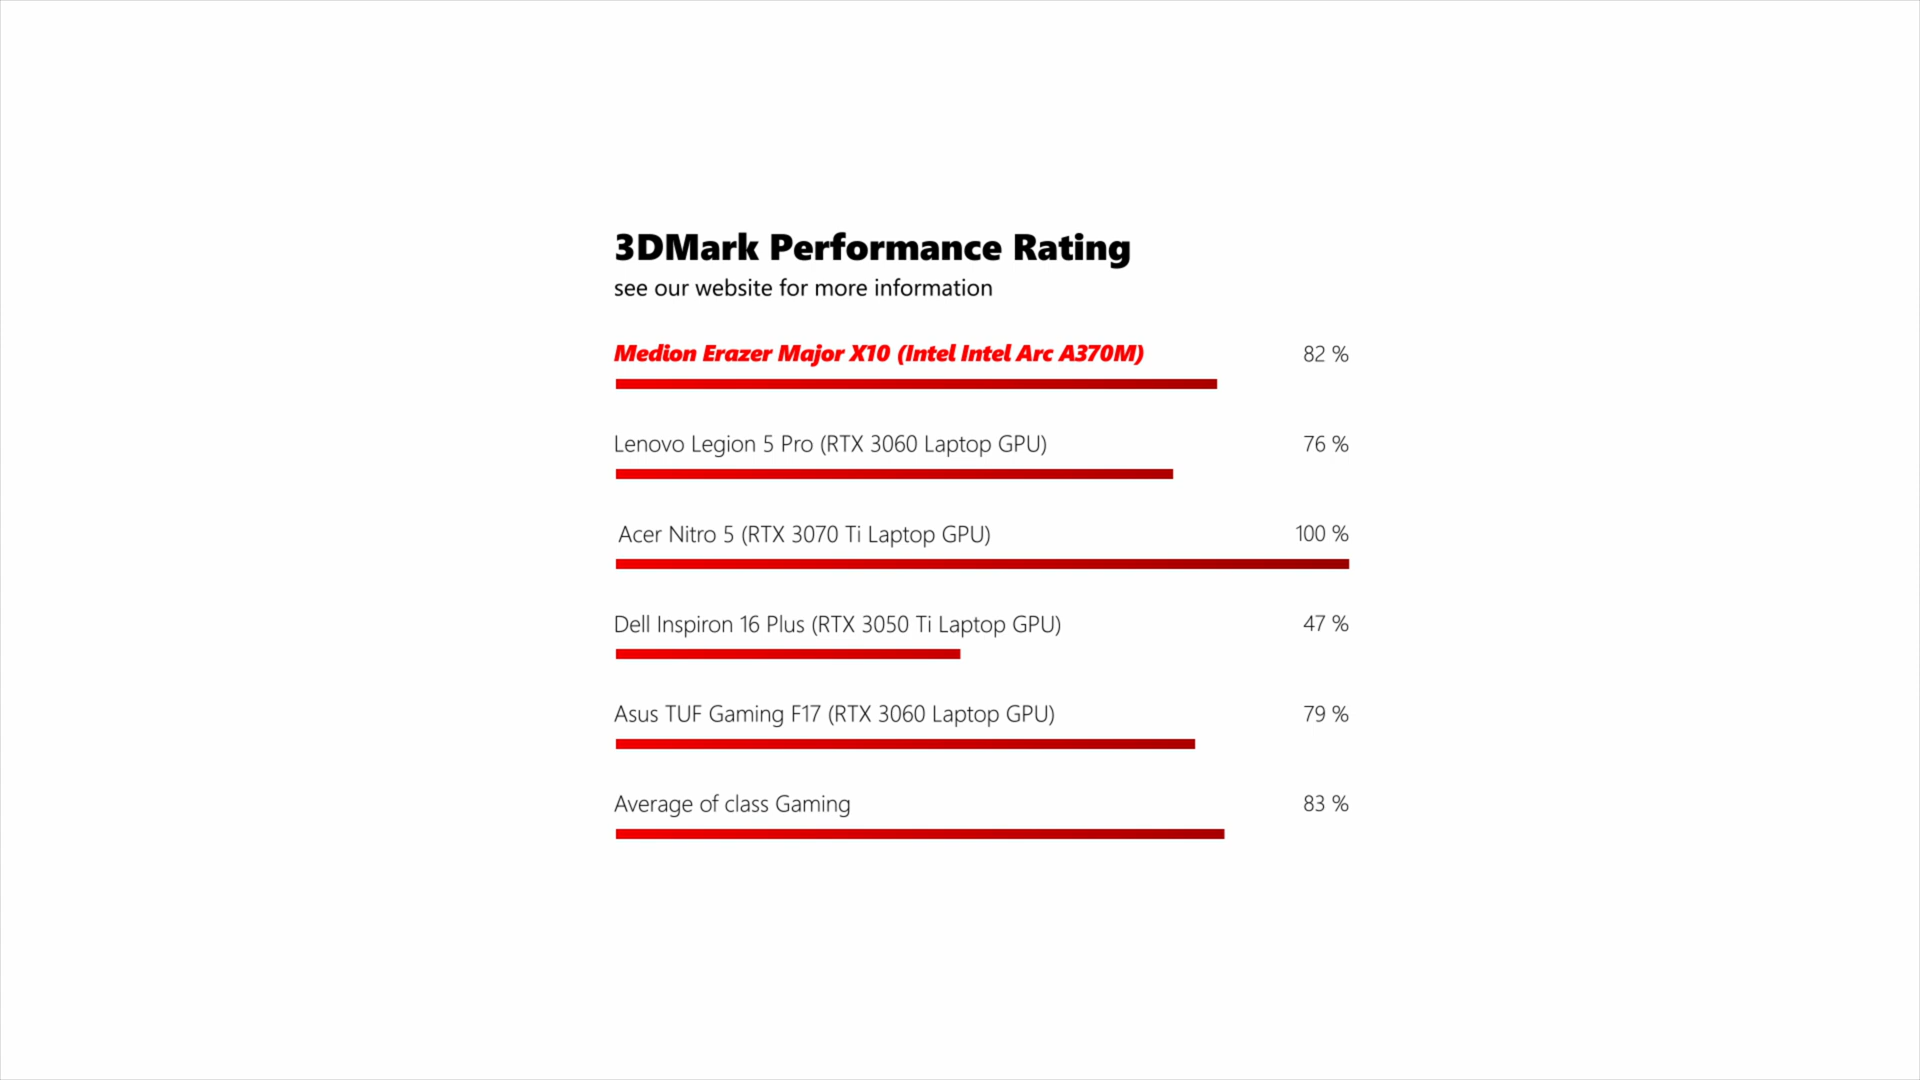 3DMark Performance Rating
see our website for more information
Medion Erazer Major X10 (Intel Intel Arc A370M) 82 %
Lenovo Legion 5 Pro (RTX 3060 Laptop GPU) 76 %
Acer Nitro 5 (RTX 3070 Ti Laptop GPU) 100 %
Dell Inspiron 16 Plus (RTX 3050 Ti Laptop GPU) 47 %
Asus TUF Gaming F17 (RTX 3060 Laptop GPU) 79 %
Average of class Gaming 83 %